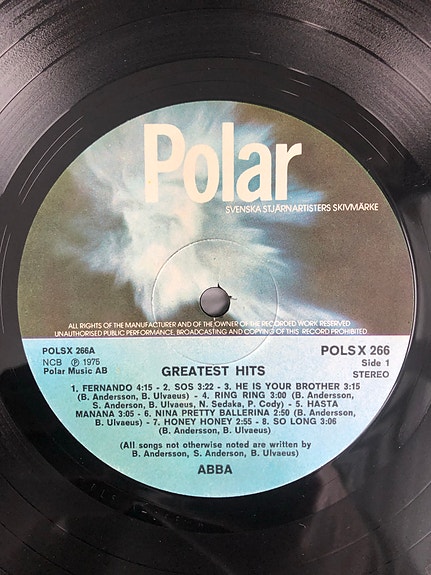 Polar
SVENSKA STJÄRNARTISTERS SKIVMÄRKE
ALL RIGHTS OF THE MANUFACTURER AND OF THE OWNER OF THE RECORDED WORK RESERVED
UNAUTHORISED PUBLIC PERFORMANCE, BROADCASTING AND COPYING OF THIS RECORD PROHIBITED
POLSX 266A
NCB Ⓟ 1975
Polar Music AB
POLS X 266
Side 1
STEREO
GREATEST HITS
1. FERNANDO 4:15 - 2. SOS 3:22 - 3. HE IS YOUR BROTHER 3:15
(B. Andersson, B. Ulvaeus) - 4. RING RING 3:00 (B. Andersson,
S. Anderson, B. Ulvaeus, N. Sedaka, P. Cody) - 5. HASTA
MANANA 3:05 - 6. NINA PRETTY BALLERINA 2:50 (B. Andersson,
B. Ulvaeus) - 7. HONEY HONEY 2:55 - 8. SO LONG 3:06
(B. Andersson, B. Ulvaeus)
(All songs not otherwise noted are written by
B. Andersson, S. Anderson, B. Ulvaeus)
ABBA